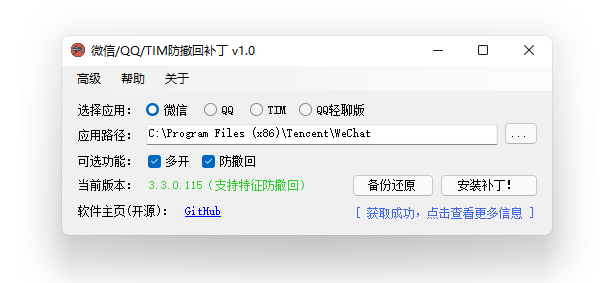 微信/QQ/TIM防撤回补丁 v1.0
高级 帮助 关于
选择应用： 微信 QQ TIM QQ轻聊版
应用路径： C:\Program Files (x86)\Tencent\WeChat ...
可选功能： 多开 防撤回
当前版本： 3.3.0.115（支持特征防撤回） 备份还原 安装补丁！
软件主页(开源)： GitHub [ 获取成功，点击查看更多信息 ]